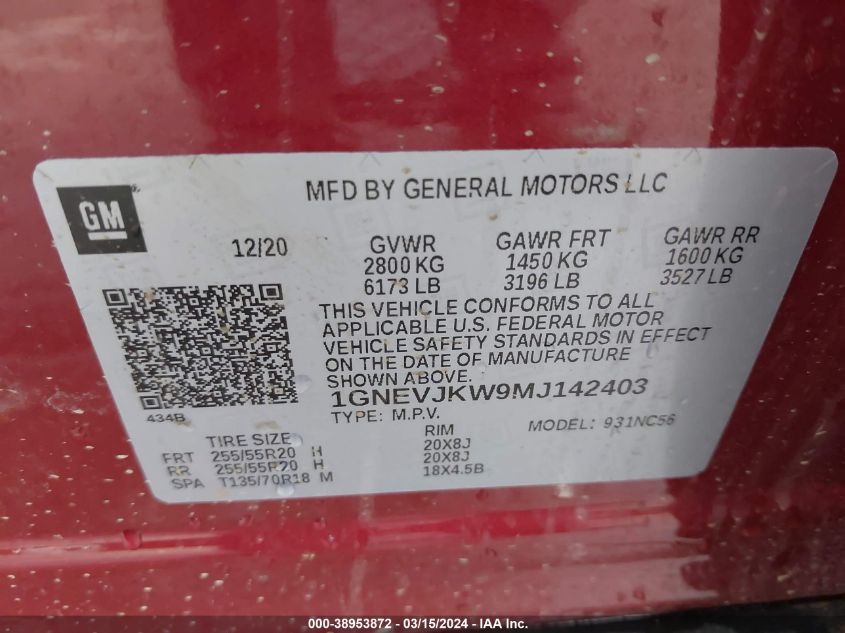 GM
MFD BY GENERAL MOTORS LLC
12/20 GVWR GAWR FRT GAWR RR
2800 KG 1450 KG 1600 KG
6173 LB 3196 LB 3527 LB
THIS VEHICLE CONFORMS TO ALL
APPLICABLE U.S. FEDERAL MOTOR
VEHICLE SAFETY STANDARDS IN EFFECT
ON THE DATE OF MANUFACTURE
SHOWN ABOVE.
1GNEVJKW9MJ142403
434B
TYPE: M.P.V. MODEL: 931NC56
TIRE SIZE RIM
FRT 255/55R20 H 20X8J
RR 255/55R20 H 20X8J
SPA T135/70R18 M 18X4.5B
000-38953872 - 03/15/2024 - IAA Inc.